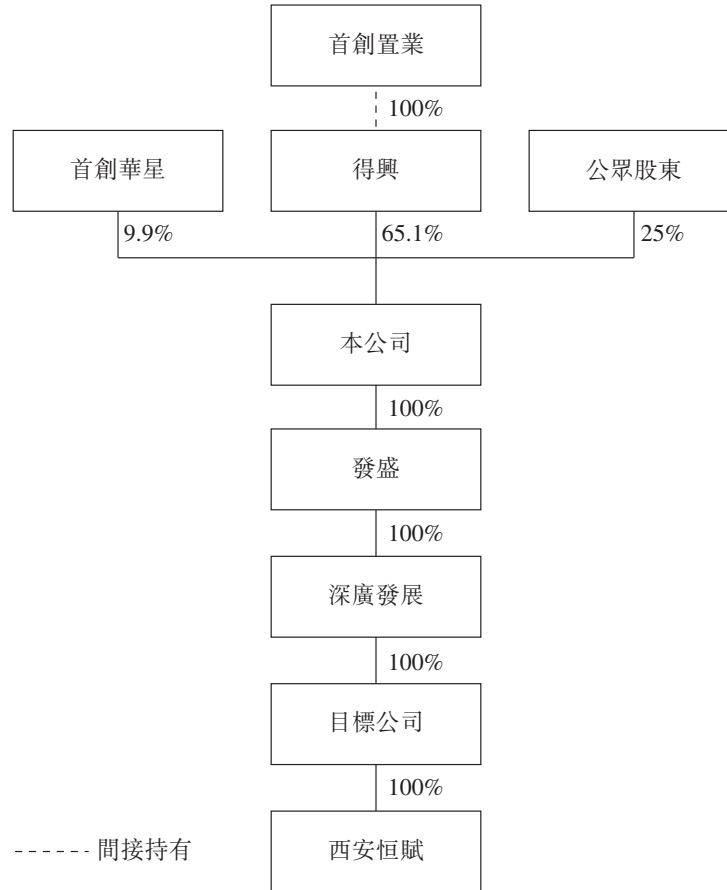 首創置業
100%
首創華星
得興
公眾股東
9.9%
65.1%
25%
本公司
100%
發盛
100%
深廣發展
100%
目標公司
100%
間接持有
西安恒賦